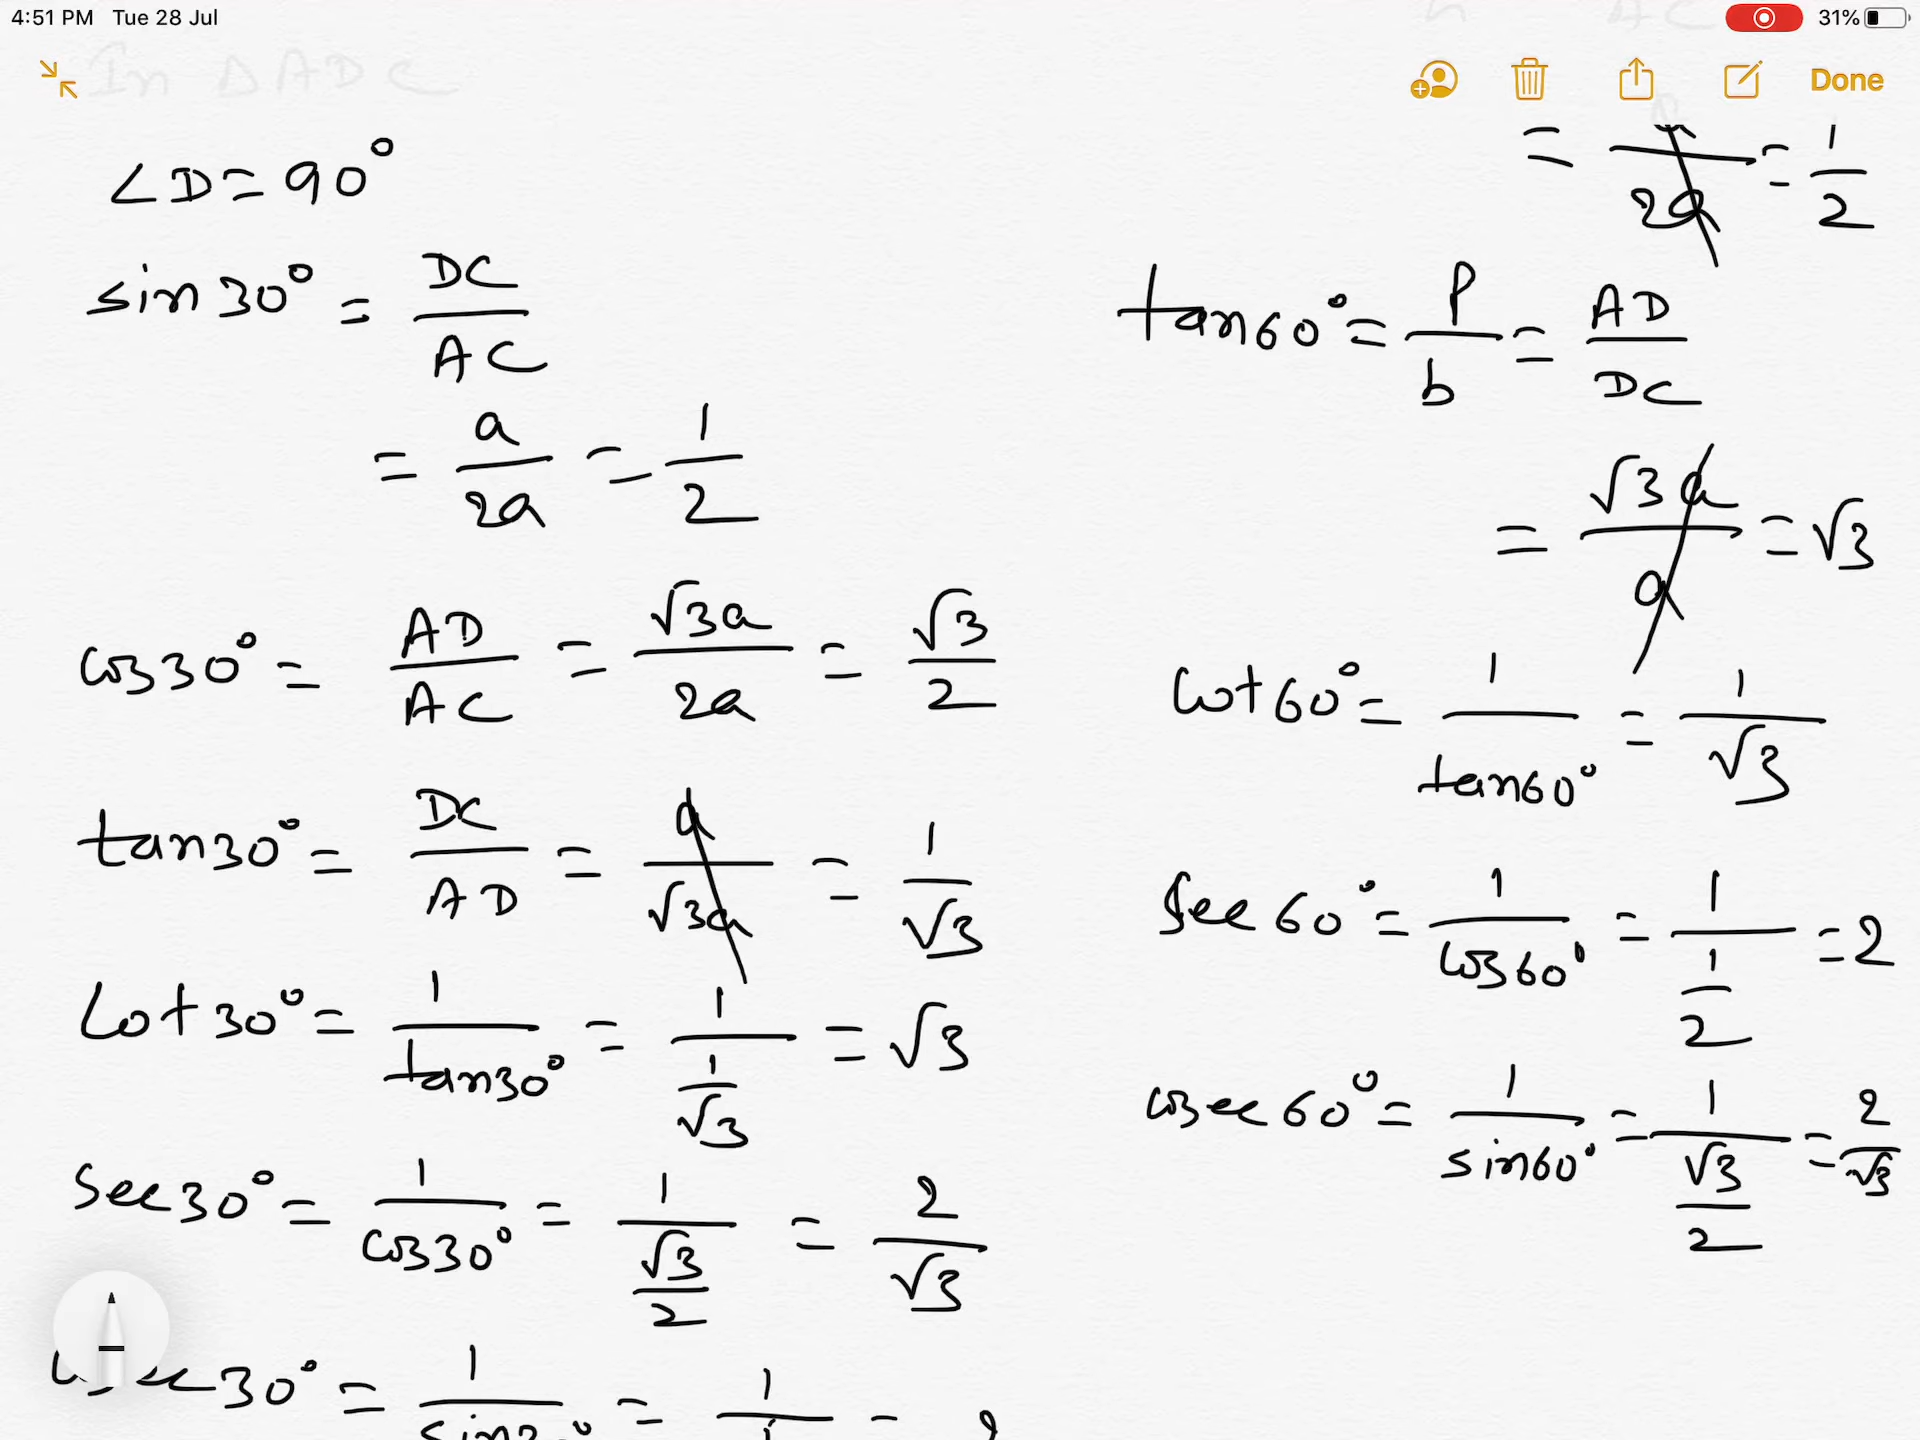 4:51 PM Tue 28 Jul
31%
In ΔADC
Done
∠D = 90°
sin 30° = DC/AC
= a/2a = 1/2
cos 30° = AD/AC = √3a/2a = √3/2
tan 30° = DC/AD = a/√3a = 1/√3
Cot 30° = 1/tan30° = 1/(1/√3) = √3
Sec 30° = 1/cos30° = 1/(√3/2) = 2/√3
30° = 1/ = 1/
= /2a = 1/2
tan 60° = P/b = AD/DC
= √3a/a = √3
Cot 60° = 1/tan60° = 1/√3
Sec 60° = 1/cos60° = 1/(1/2) = 2
cosec 60° = 1/sin60° = 1/(√3/2) = 2/√3